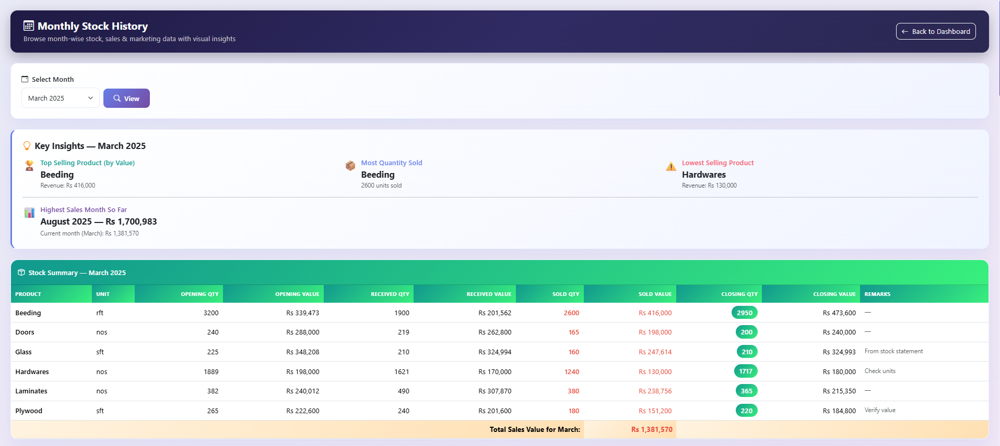 Monthly Stock History
Browse month-wise stock, sales & marketing data with visual insights
← Back to Dashboard
Select Month
March 2025
View
Key Insights — March 2025
Top Selling Product (by Value)
Beeding
Revenue: Rs 416,000
Most Quantity Sold
Beeding
2600 units sold
Lowest Selling Product
Hardwares
Revenue: Rs 130,000
Highest Sales Month So Far
August 2025 — Rs 1,700,983
Current month (March): Rs 1,381,570
Stock Summary — March 2025
PRODUCT UNIT OPENING QTY OPENING VALUE RECEIVED QTY RECEIVED VALUE SOLD QTY SOLD VALUE CLOSING QTY CLOSING VALUE REMARKS
Beeding rft 3200 Rs 339,473 1900 Rs 201,562 2600 Rs 416,000 2950 Rs 473,600 —
Doors nos 240 Rs 288,000 219 Rs 262,800 165 Rs 198,000 200 Rs 240,000 —
Glass sft 225 Rs 348,208 210 Rs 324,994 160 Rs 247,614 210 Rs 324,993 From stock statement
Hardwares nos 1889 Rs 198,000 1621 Rs 170,000 1240 Rs 130,000 1717 Rs 180,000 Check units
Laminates nos 382 Rs 240,012 490 Rs 307,870 380 Rs 238,756 365 Rs 215,350 —
Plywood sft 265 Rs 222,600 240 Rs 201,600 180 Rs 151,200 220 Rs 184,800 Verify value
Total Sales Value for March: Rs 1,381,570